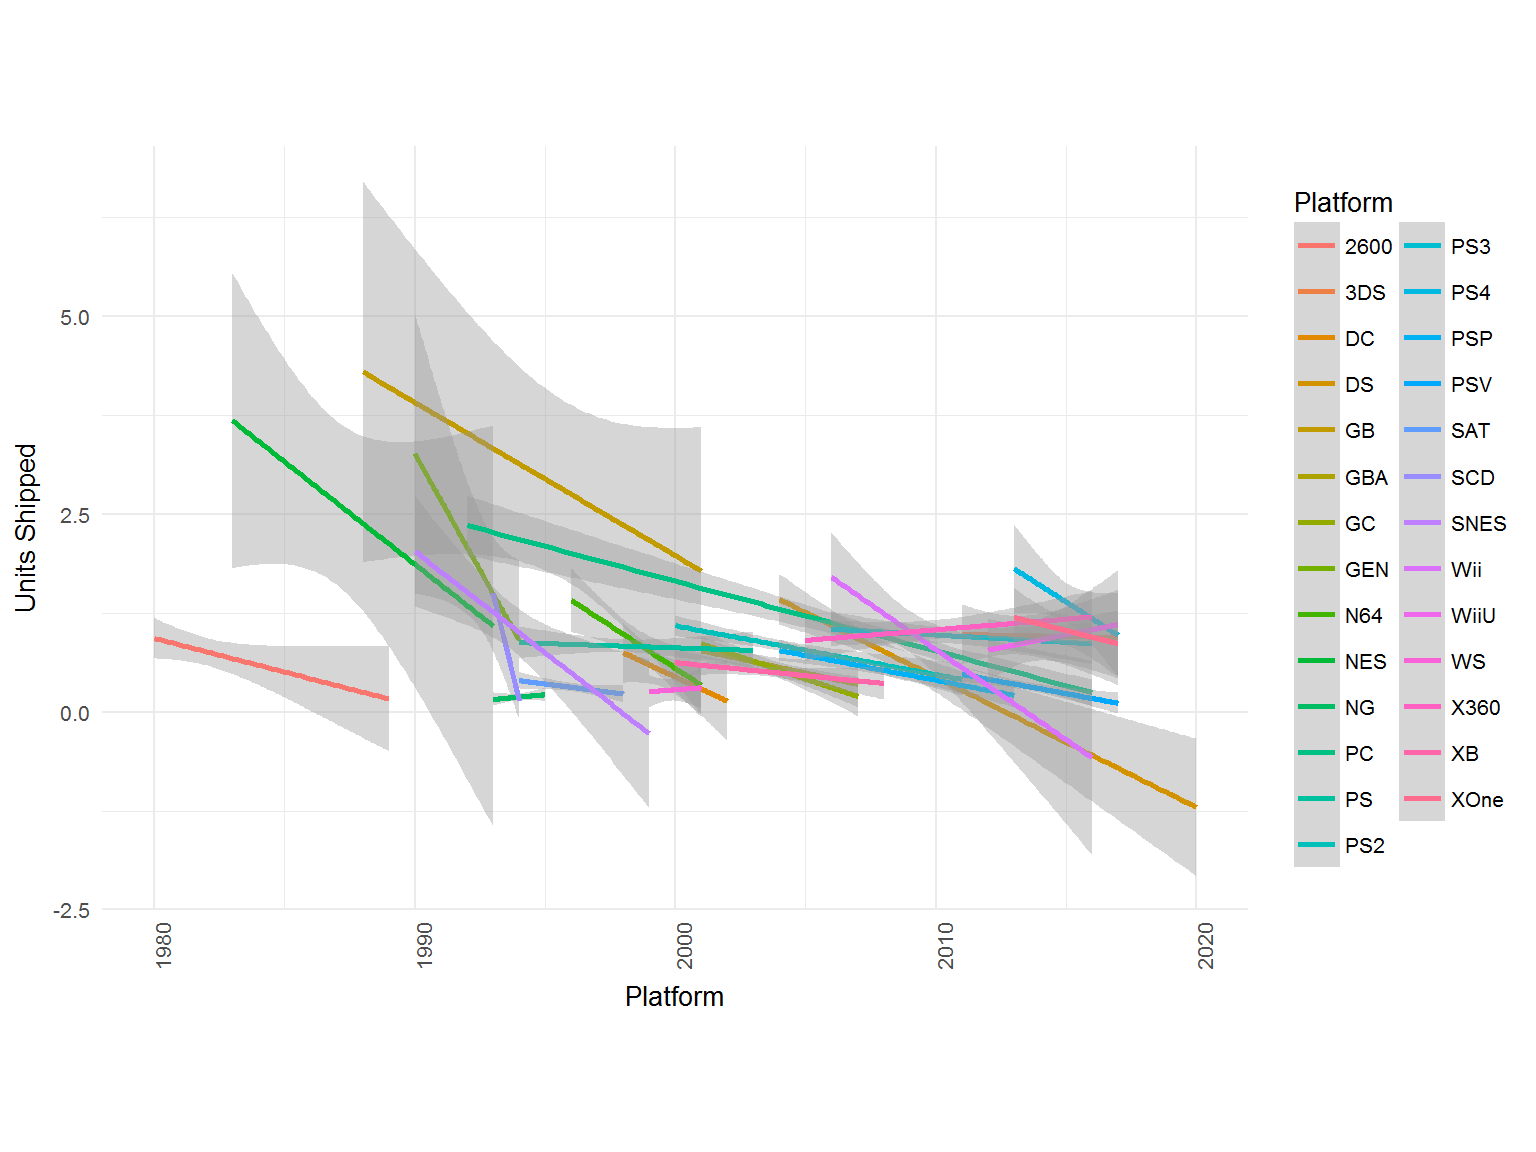 5.0
2.5
0.0
-2.5
Units Shipped
1980
1990
2000
2010
2020
Platform
Platform
2600
3DS
DC
DS
GB
GBA
GC
GEN
N64
NES
NG
PC
PS
PS2
PS3
PS4
PSP
PSV
SAT
SCD
SNES
Wii
WiiU
WS
X360
XB
XOne